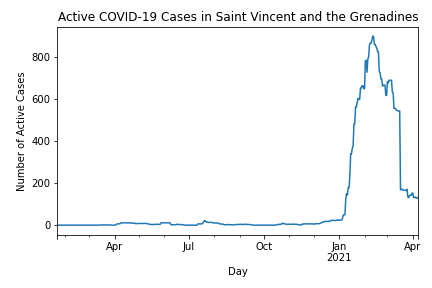 Active COVID-19 Cases in Saint Vincent and the Grenadines
Number of Active Cases
800
600
400
200
0
Apr
Jul
Oct
Jan
2021
Apr
Day